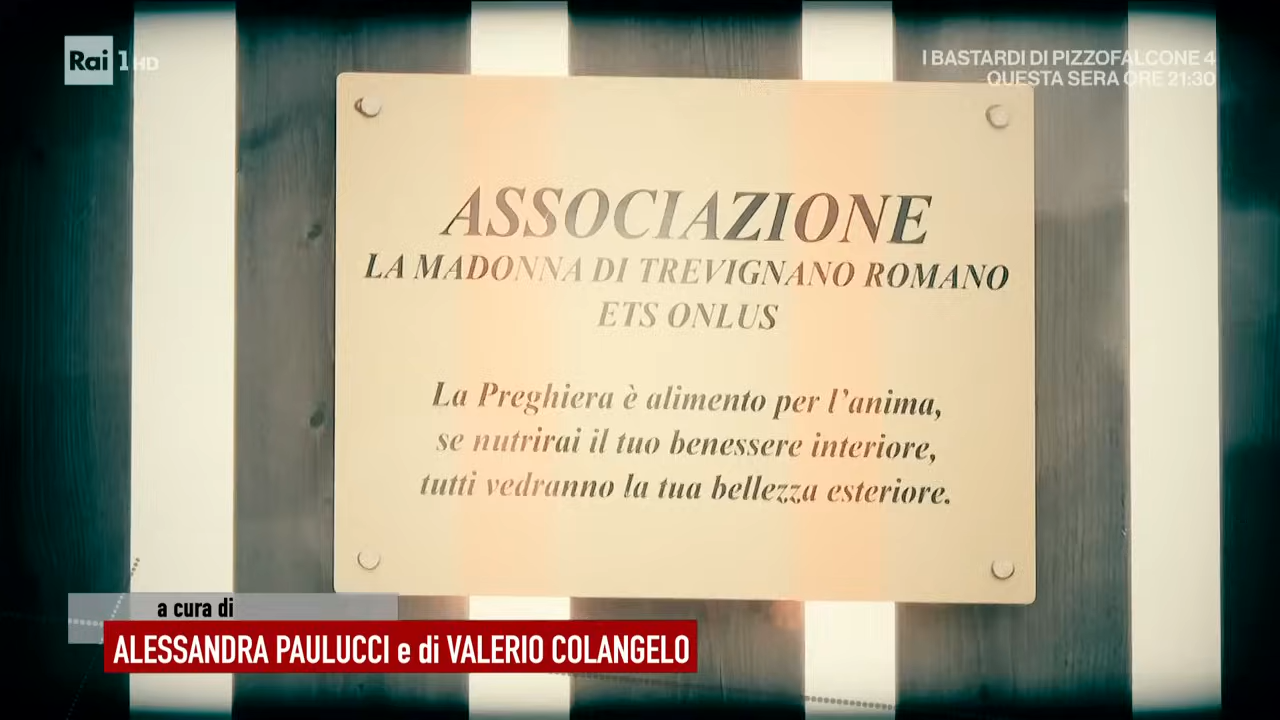 Rai 1 HD
I BASTARDI DI PIZZOFALCONE 4
QUESTA SERA ORE 21:30
ASSOCIAZIONE
LA MADONNA DI TREVIGNANO ROMANO
ETS ONLUS
La Preghiera è alimento per l'anima,
se nutrirai il tuo benessere interiore,
tutti vedranno la tua bellezza esteriore.
a cura di
ALESSANDRA PAULUCCI e di VALERIO COLANGELO